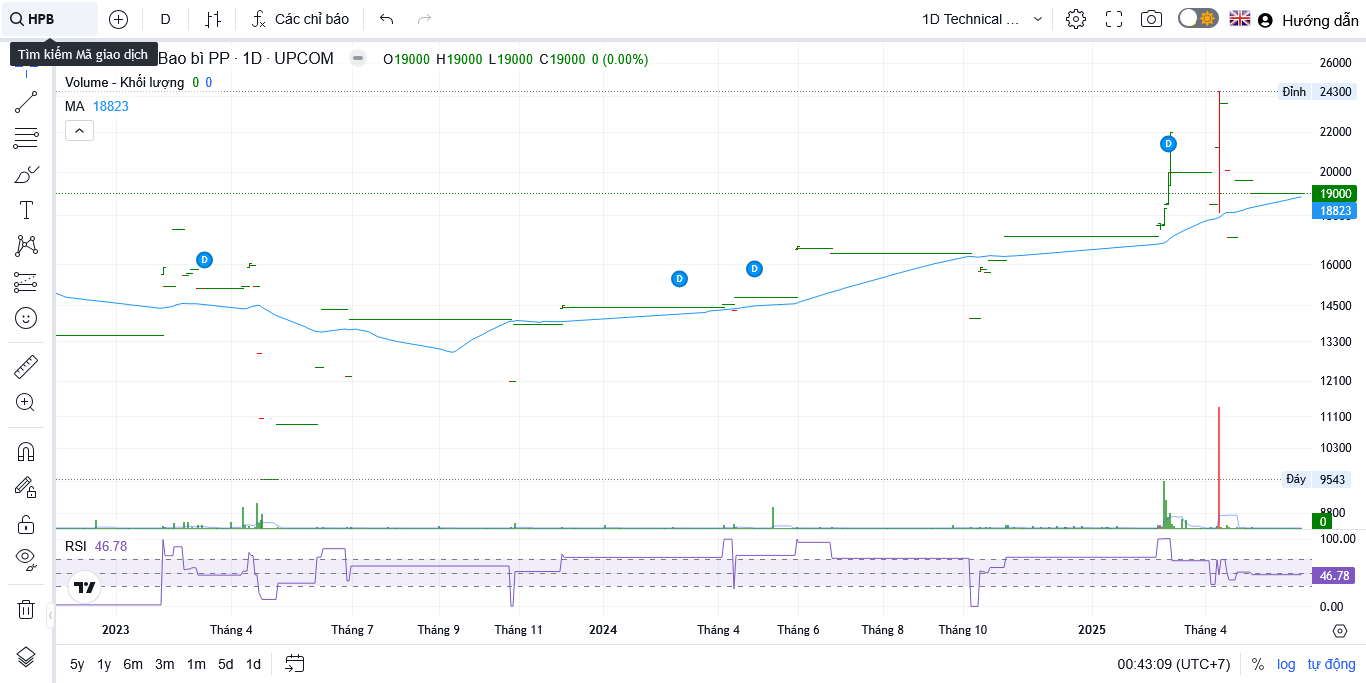 HPB
D
Các chỉ báo
1D Technical ...
Hướng dẫn
Tìm kiếm Mã giao dịch
Bao bì PP · 1D · UPCOM
O19000 H19000 L19000 C19000 0 (0.00%)
Volume - Khối lượng 0 0
MA 18823
26000
Đỉnh 24300
22000
20000
19000
18823
16000
14500
13300
12100
11100
10300
Đáy 9543
8800
0
D
D
D
D
RSI 46.78
100.00
46.78
0.00
2023
Tháng 4
Tháng 7
Tháng 9
Tháng 11
2024
Tháng 4
Tháng 6
Tháng 8
Tháng 10
2025
Tháng 4
5y 1y 6m 3m 1m 5d 1d
00:43:09 (UTC+7)
% log tự động